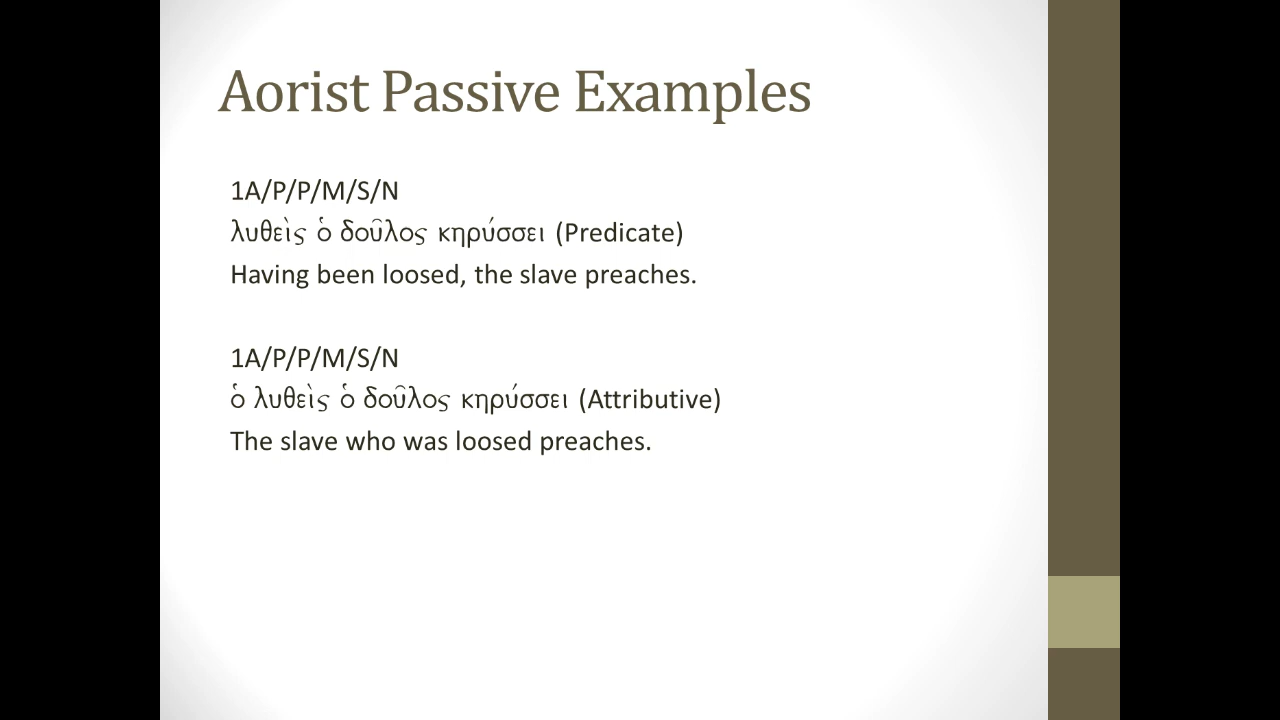 Aorist Passive Examples
1A/P/P/M/S/N
λυθεὶς ὁ δοῦλος κηρύσσει (Predicate)
Having been loosed, the slave preaches.
1A/P/P/M/S/N
ὁ λυθεὶς ὁ δοῦλος κηρύσσει (Attributive)
The slave who was loosed preaches.